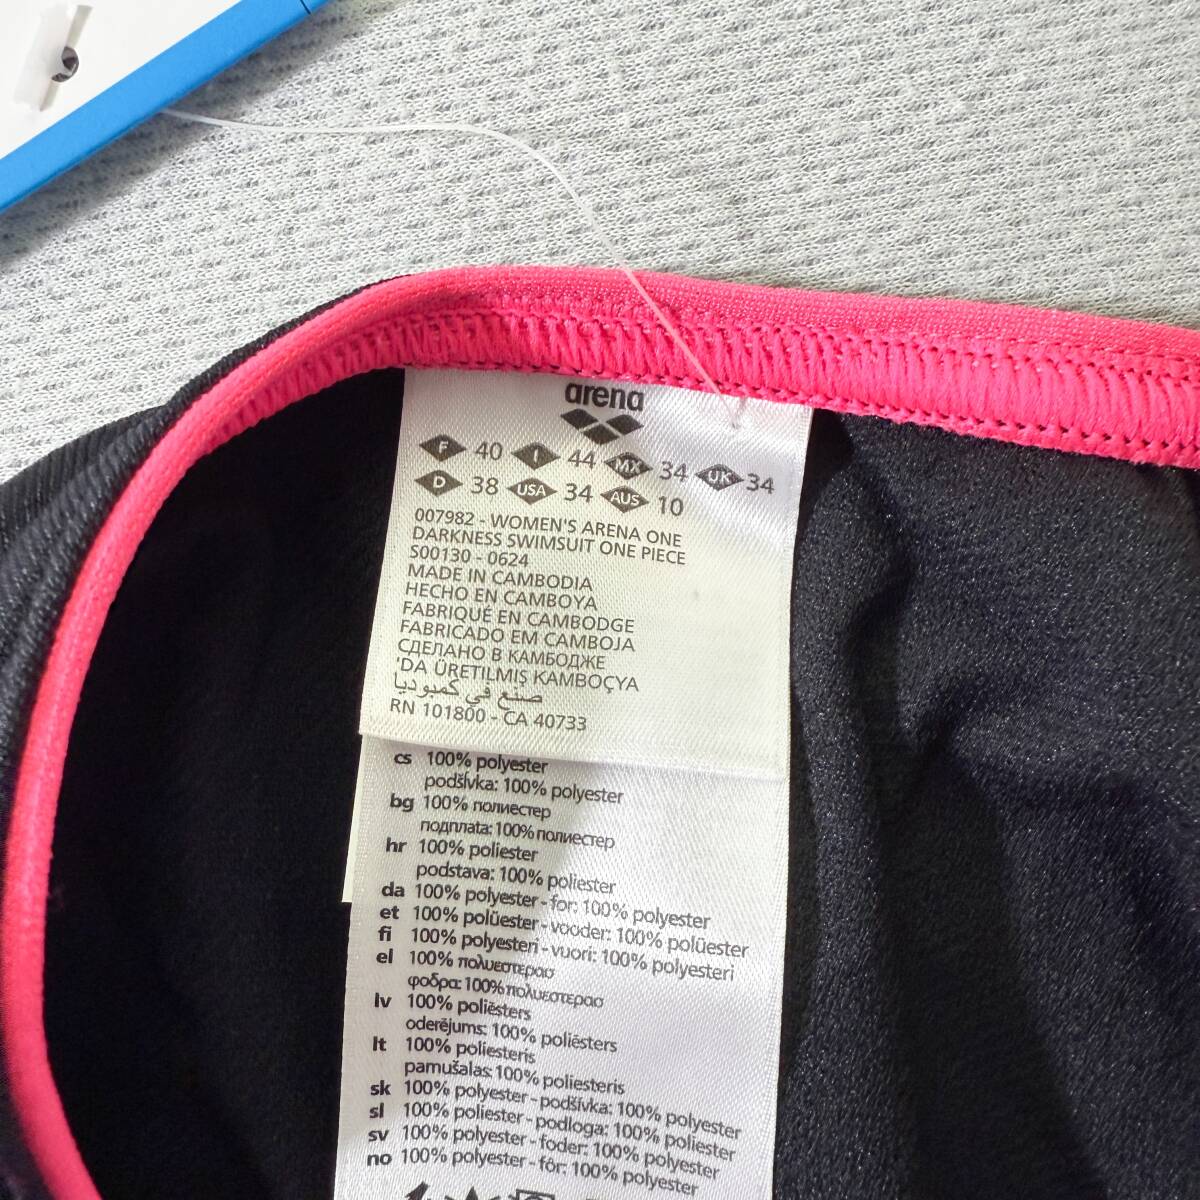 arena
F 40 I 44 MX 34 UK 34
D 38 USA 34 AUS 10
007982 - WOMEN'S ARENA ONE
DARKNESS SWIMSUIT ONE PIECE
S00130 - 0624
MADE IN CAMBODIA
HECHO EN CAMBOYA
FABRIQUÉ EN CAMBODGE
FABRICADO EM CAMBOJA
СДЕЛАНО В КАМБОДЖЕ
'DA ÜRETILMIŞ KAMBOÇYA
صنع في كمبوديا
RN 101800 - CA 40733
cs 100% polyester
podšívka: 100% polyester
bg 100% полиестер
подплата: 100% полиестер
hr 100% poliester
podstava: 100% poliester
da 100% polyester - for: 100% polyester
et 100% polüester - vooder: 100% polüester
fi 100% polyesteri - vuori: 100% polyesteri
el 100% πολυεστερασ
φοδρα: 100% πολυεστερασ
lv 100% poliēsters
oderējums: 100% poliēsters
lt 100% poliesteris
pamušalas: 100% poliesteris
sk 100% polyester - podšívka: 100% polyester
sl 100% poliester - podloga: 100% poliester
sv 100% polyester - foder: 100% polyester
no 100% polyester - fôr: 100% polyester